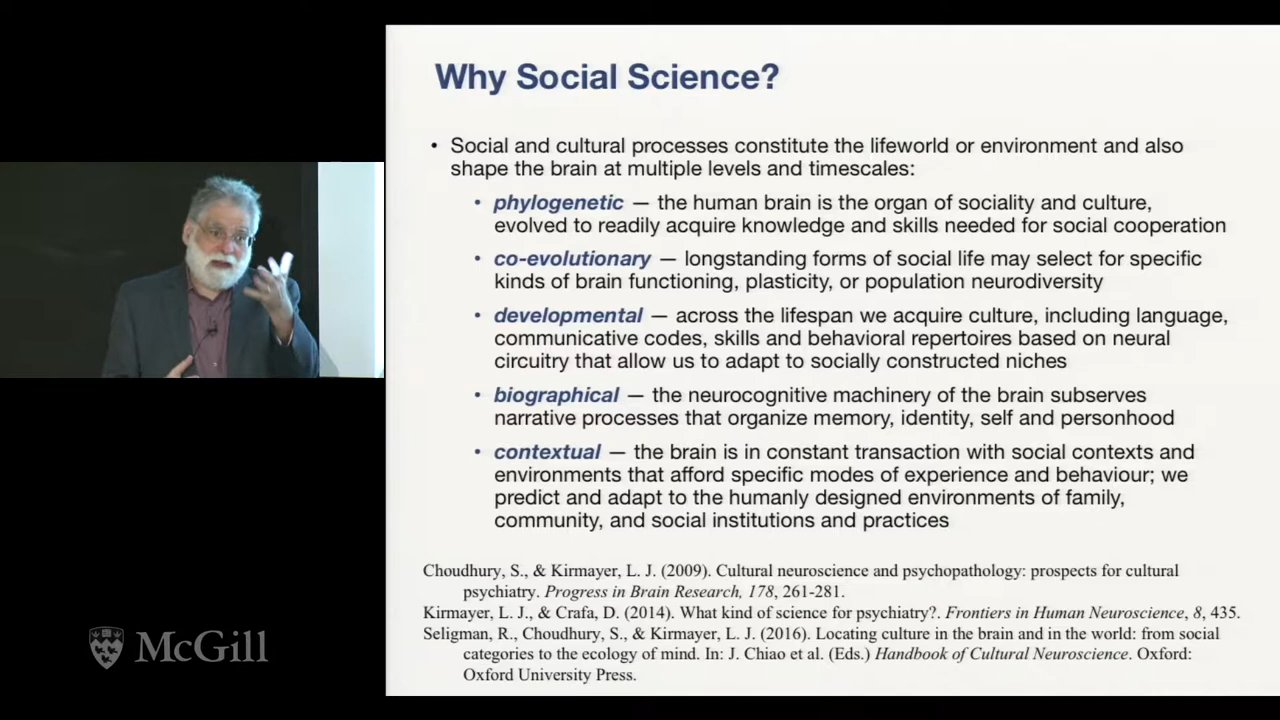 Why Social Science?
• Social and cultural processes constitute the lifeworld or environment and also
shape the brain at multiple levels and timescales:
• phylogenetic — the human brain is the organ of sociality and culture,
evolved to readily acquire knowledge and skills needed for social cooperation
• co-evolutionary — longstanding forms of social life may select for specific
kinds of brain functioning, plasticity, or population neurodiversity
• developmental — across the lifespan we acquire culture, including language,
communicative codes, skills and behavioral repertoires based on neural
circuitry that allow us to adapt to socially constructed niches
• biographical — the neurocognitive machinery of the brain subserves
narrative processes that organize memory, identity, self and personhood
• contextual — the brain is in constant transaction with social contexts and
environments that afford specific modes of experience and behaviour; we
predict and adapt to the humanly designed environments of family,
community, and social institutions and practices
Choudhury, S., & Kirmayer, L. J. (2009). Cultural neuroscience and psychopathology: prospects for cultural
psychiatry. Progress in Brain Research, 178, 261-281.
Kirmayer, L. J., & Crafa, D. (2014). What kind of science for psychiatry?. Frontiers in Human Neuroscience, 8, 435.
Seligman, R., Choudhury, S., & Kirmayer, L. J. (2016). Locating culture in the brain and in the world: from social
categories to the ecology of mind. In: J. Chiao et al. (Eds.) Handbook of Cultural Neuroscience. Oxford:
Oxford University Press.
McGill